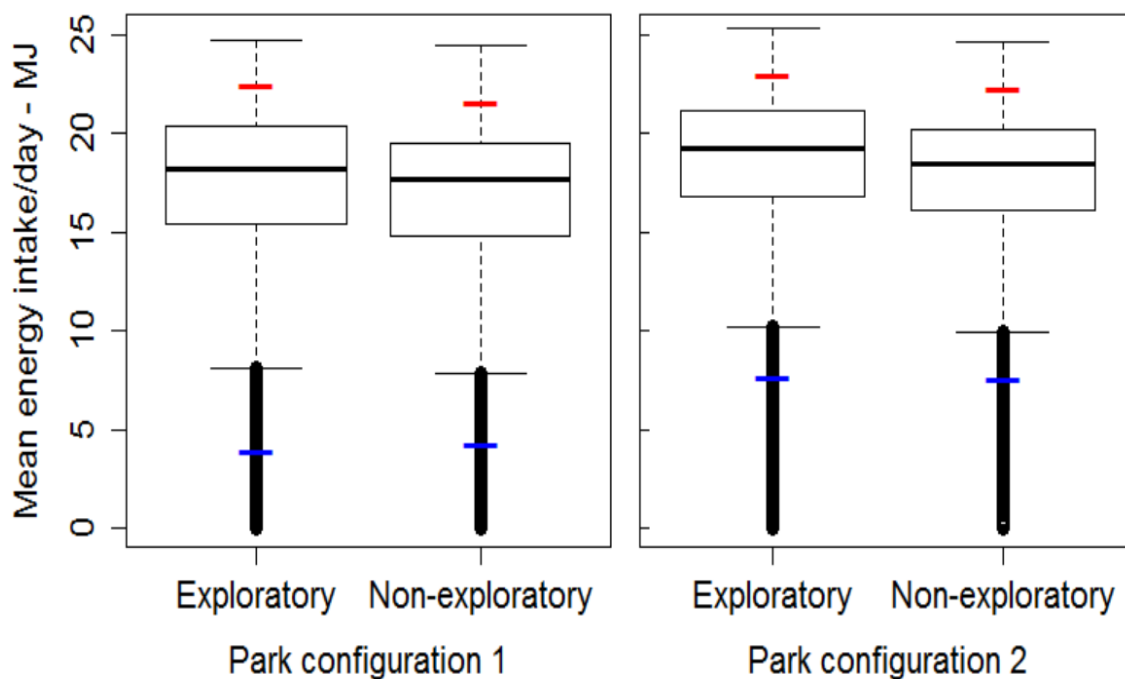 Mean energy intake/day - MJ
25
20
15
10
5
0
Exploratory Non-exploratory Exploratory Non-exploratory
Park configuration 1 Park configuration 2